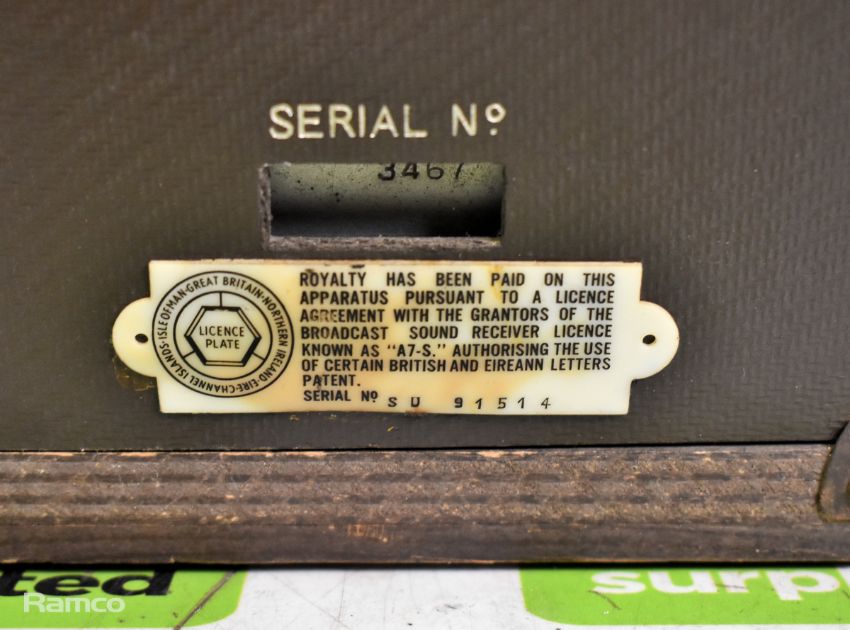 SERIAL Nº
3467
ISLE OF MAN·GREAT BRITAIN·NORTHERN IRELAND·EIRE·CHANNEL ISLANDS·
LICENCE
PLATE
ROYALTY HAS BEEN PAID ON THIS
APPARATUS PURSUANT TO A LICENCE
AGREEMENT WITH THE GRANTORS OF THE
BROADCAST SOUND RECEIVER LICENCE
KNOWN AS "A7-S." AUTHORISING THE USE
OF CERTAIN BRITISH AND EIREANN LETTERS
PATENT.
SERIAL Nº SU 91514
Ramco